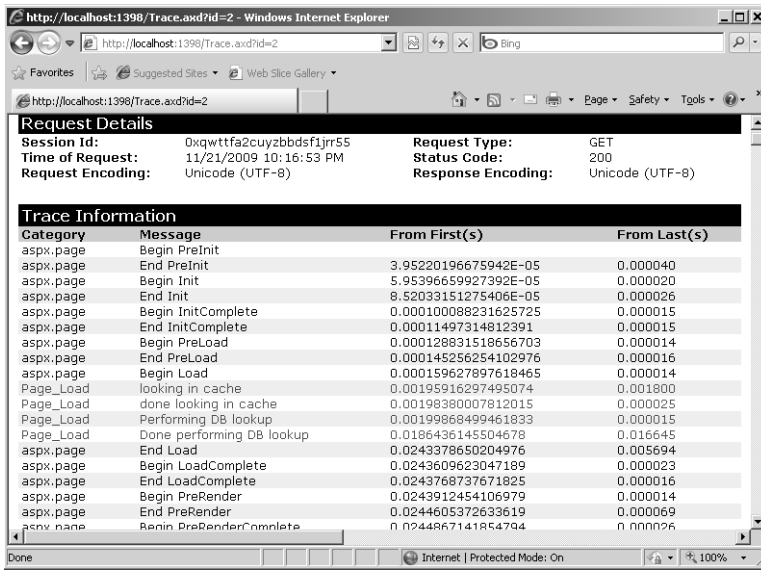 http://localhost:1398/Trace.axd?id=2 - Windows Internet Explorer
http://localhost:1398/Trace.axd?id=2
Bing
Favorites Suggested Sites Web Slice Gallery
http://localhost:1398/Trace.axd?id=2
Page Safety Tools
Request Details
Session Id: 0xqwttfa2cuyzbbdsf1jrr55 Request Type: GET
Time of Request: 11/21/2009 10:16:53 PM Status Code: 200
Request Encoding: Unicode (UTF-8) Response Encoding: Unicode (UTF-8)
Trace Information
Category Message From First(s) From Last(s)
aspx.page Begin PreInit
aspx.page End PreInit 3.95220196675942E-05 0.000040
aspx.page Begin Init 5.95396659927392E-05 0.000020
aspx.page End Init 8.52033151275406E-05 0.000026
aspx.page Begin InitComplete 0.000100088231625725 0.000015
aspx.page End InitComplete 0.00011497314812391 0.000015
aspx.page Begin PreLoad 0.000128831518656703 0.000014
aspx.page End PreLoad 0.000145256254102976 0.000016
aspx.page Begin Load 0.000159627897618465 0.000014
Page_Load looking in cache 0.00195916297495074 0.001800
Page_Load done looking in cache 0.00198380007812015 0.000025
Page_Load Performing DB lookup 0.00199868499461833 0.000015
Page_Load Done performing DB lookup 0.0186436145504678 0.016645
aspx.page End Load 0.0243378650204976 0.005694
aspx.page Begin LoadComplete 0.0243609623047189 0.000023
aspx.page End LoadComplete 0.0243768737671825 0.000016
aspx.page Begin PreRender 0.0243912454106979 0.000014
aspx.page End PreRender 0.0244605372633619 0.000069
aspx.page Begin PreRenderComplete 0.0244867141854794 0.000026
Done Internet | Protected Mode: On 100%